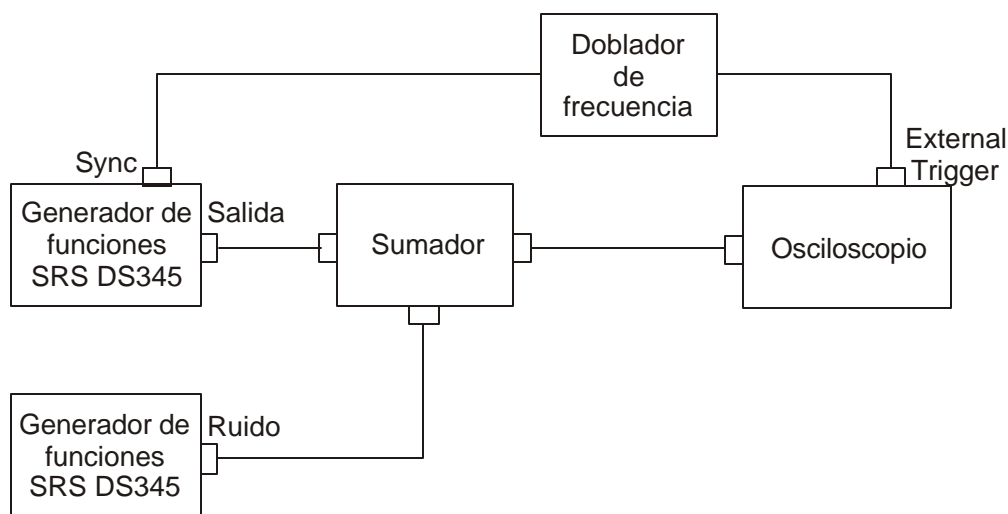 Doblador
de
frecuencia
External
Trigger
Sync
Generador de
funciones
SRS DS345
Salida
Sumador
Osciloscopio
Generador de
funciones
SRS DS345
Ruido